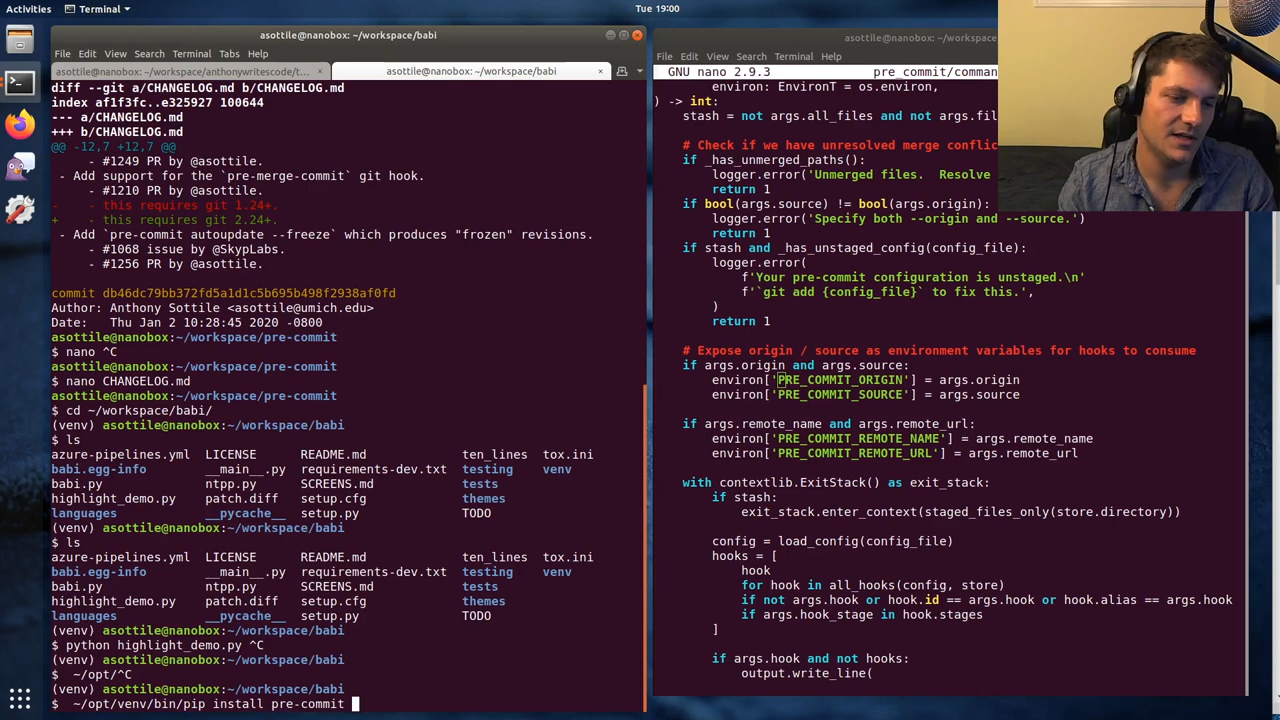 Activities
Terminal
Tue 19:00
asottile@nanobox: ~/workspace/babi
File Edit View Search Terminal Tabs Help
asottile@nanobox: ~/workspace/anthonywritescode/t…
asottile@nanobox: ~/workspace/babi
diff --git a/CHANGELOG.md b/CHANGELOG.md
index af1f3fc..e325927 100644
--- a/CHANGELOG.md
+++ b/CHANGELOG.md
@@ -12,7 +12,7 @@
- #1249 PR by @asottile.
- Add support for the `pre-merge-commit` git hook.
- #1210 PR by @asottile.
- - this requires git 1.24+.
+ - this requires git 2.24+.
- Add `pre-commit autoupdate --freeze` which produces "frozen" revisions.
- #1068 issue by @SkypLabs.
- #1256 PR by @asottile.
commit db46dc79bb372fd5a1d1c5b695b498f2938af0fd
Author: Anthony Sottile <asottile@umich.edu>
Date: Thu Jan 2 10:28:45 2020 -0800
asottile@nanobox:~/workspace/pre-commit
$ nano ^C
asottile@nanobox:~/workspace/pre-commit
$ nano CHANGELOG.md
asottile@nanobox:~/workspace/pre-commit
$ cd ~/workspace/babi/
(venv) asottile@nanobox:~/workspace/babi
$ ls
azure-pipelines.yml LICENSE README.md ten_lines tox.ini
babi.egg-info __main__.py requirements-dev.txt testing venv
babi.py ntpp.py SCREENS.md tests
highlight_demo.py patch.diff setup.cfg themes
languages __pycache__ setup.py TODO
(venv) asottile@nanobox:~/workspace/babi
$ ls
azure-pipelines.yml LICENSE README.md ten_lines tox.ini
babi.egg-info __main__.py requirements-dev.txt testing venv
babi.py ntpp.py SCREENS.md tests
highlight_demo.py patch.diff setup.cfg themes
languages __pycache__ setup.py TODO
(venv) asottile@nanobox:~/workspace/babi
$ python highlight_demo.py ^C
(venv) asottile@nanobox:~/workspace/babi
$ ~/opt/^C
(venv) asottile@nanobox:~/workspace/babi
$ ~/opt/venv/bin/pip install pre-commit
asottile@nanobox: ~/workspace/babi
File Edit View Search Terminal Help
GNU nano 2.9.3 pre_commit/comman
environ: EnvironT = os.environ,
) -> int:
stash = not args.all_files and not args.fil
# Check if we have unresolved merge conflic
if _has_unmerged_paths():
logger.error('Unmerged files. Resolve
return 1
if bool(args.source) != bool(args.origin):
logger.error('Specify both --origin and --source.')
return 1
if stash and _has_unstaged_config(config_file):
logger.error(
f'Your pre-commit configuration is unstaged.\n'
f'`git add {config_file}` to fix this.',
)
return 1
# Expose origin / source as environment variables for hooks to consume
if args.origin and args.source:
environ['PRE_COMMIT_ORIGIN'] = args.origin
environ['PRE_COMMIT_SOURCE'] = args.source
if args.remote_name and args.remote_url:
environ['PRE_COMMIT_REMOTE_NAME'] = args.remote_name
environ['PRE_COMMIT_REMOTE_URL'] = args.remote_url
with contextlib.ExitStack() as exit_stack:
if stash:
exit_stack.enter_context(staged_files_only(store.directory))
config = load_config(config_file)
hooks = [
hook
for hook in all_hooks(config, store)
if not args.hook or hook.id == args.hook or hook.alias == args.hook
if args.hook_stage in hook.stages
]
if args.hook and not hooks:
output.write_line(